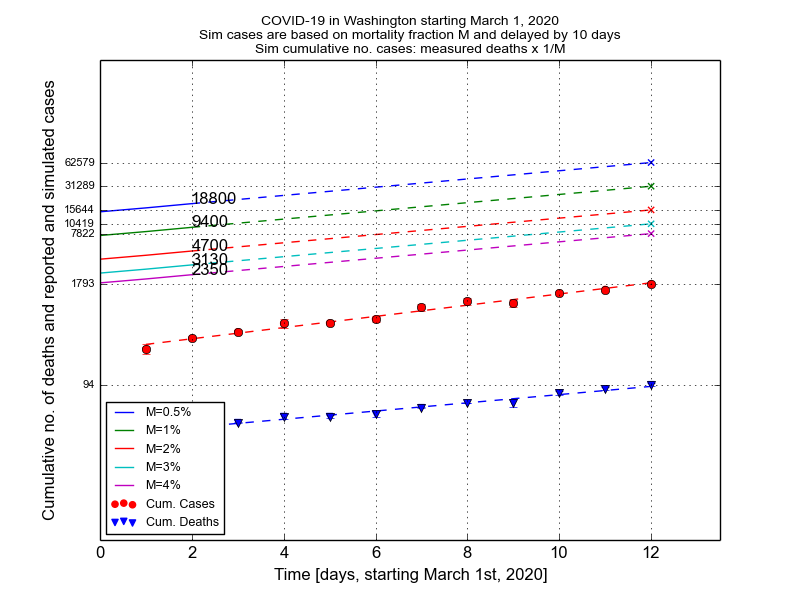 COVID-19 in Washington starting March 1, 2020
Sim cases are based on mortality fraction M and delayed by 10 days
Sim cumulative no. cases: measured deaths x 1/M
Cumulative no. of deaths and reported and simulated cases
62579
31289
15644
10419
7822
1793
94
18800
9400
4700
3130
2350
M=0.5%
M=1%
M=2%
M=3%
M=4%
Cum. Cases
Cum. Deaths
0 2 4 6 8 10 12
Time [days, starting March 1st, 2020]